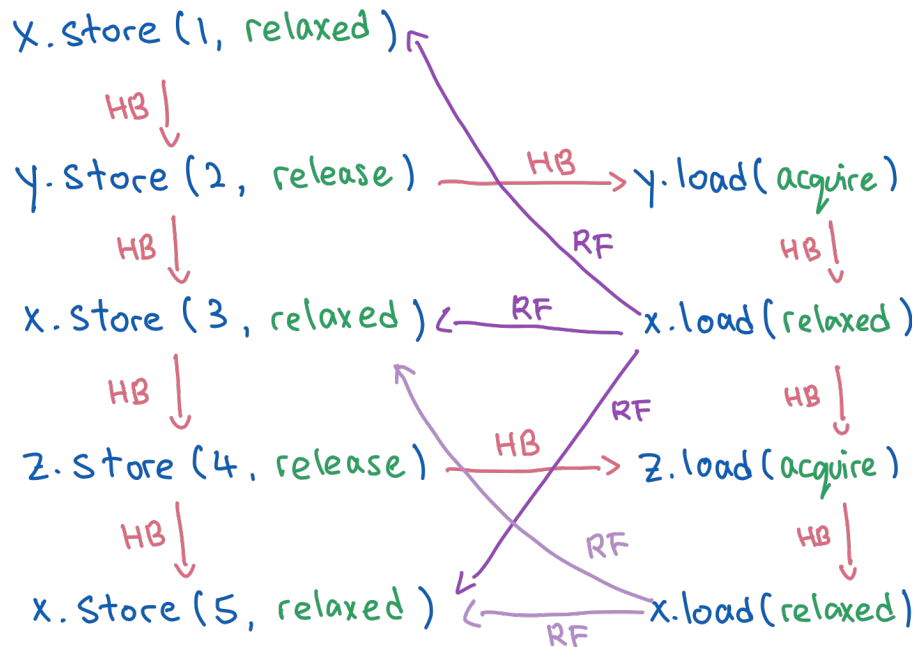 x.store(1, relaxed)
HB
y.store(2, release) HB y.load(acquire)
HB RF HB
x.store(3, relaxed) RF x.load(relaxed)
HB RF HB
z.store(4, release) HB z.load(acquire)
HB RF HB
x.store(5, relaxed) RF x.load(relaxed)